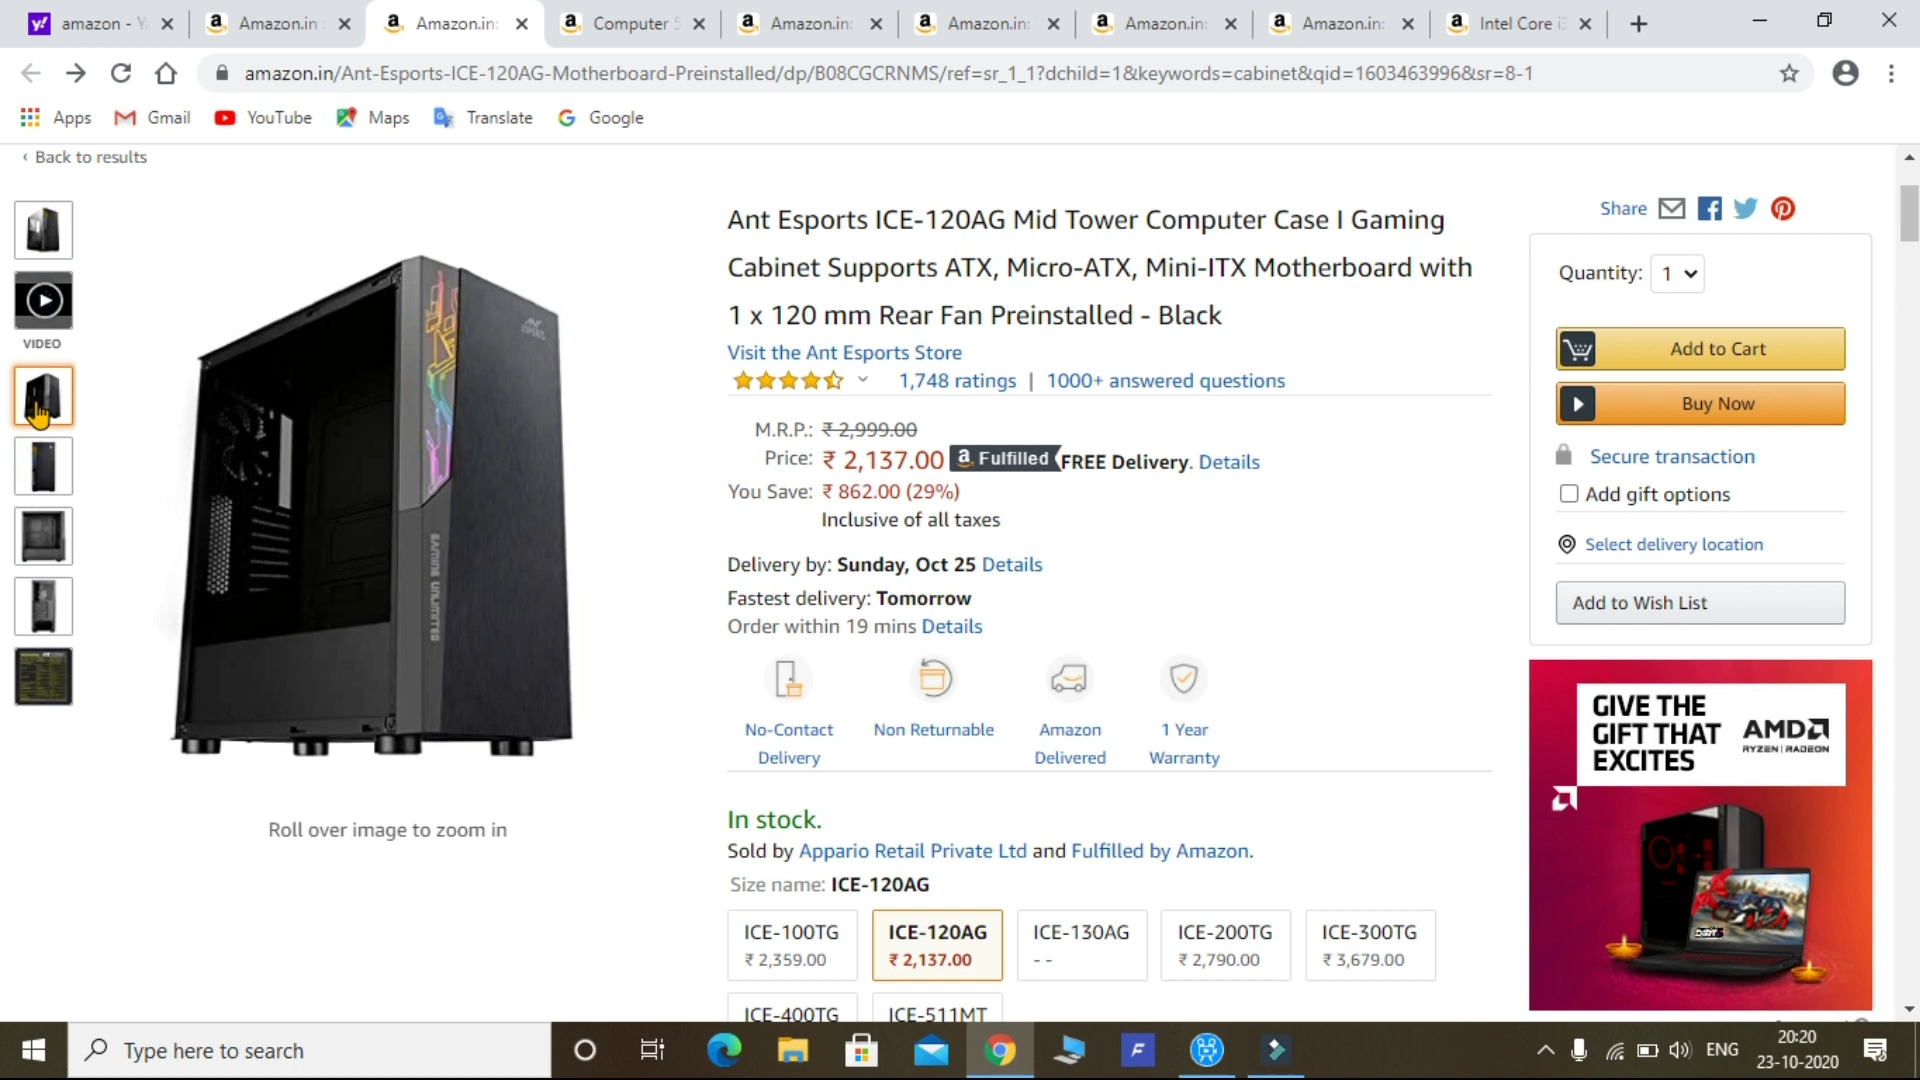 amazon - Ya
Amazon.in :
Amazon.in:
Computer 5
Amazon.in:
Amazon.in:
Amazon.in:
Amazon.in:
Intel Core i3
amazon.in/Ant-Esports-ICE-120AG-Motherboard-Preinstalled/dp/B08CGCRNMS/ref=sr_1_1?dchild=1&keywords=cabinet&qid=1603463996&sr=8-1
Apps
Gmail
YouTube
Maps
Translate
Google
‹ Back to results
VIDEO
ANT ESPORTS
GAMING UNLIMITED
Roll over image to zoom in
Ant Esports ICE-120AG Mid Tower Computer Case I Gaming
Cabinet Supports ATX, Micro-ATX, Mini-ITX Motherboard with
1 x 120 mm Rear Fan Preinstalled - Black
Visit the Ant Esports Store
1,748 ratings | 1000+ answered questions
M.R.P.: ₹ 2,999.00
Price: ₹ 2,137.00 a Fulfilled FREE Delivery. Details
You Save: ₹ 862.00 (29%)
Inclusive of all taxes
Delivery by: Sunday, Oct 25 Details
Fastest delivery: Tomorrow
Order within 19 mins Details
No-Contact
Delivery
Non Returnable
Amazon
Delivered
1 Year
Warranty
In stock.
Sold by Appario Retail Private Ltd and Fulfilled by Amazon.
Size name: ICE-120AG
ICE-100TG
₹ 2,359.00
ICE-120AG
₹ 2,137.00
ICE-130AG
- -
ICE-200TG
₹ 2,790.00
ICE-300TG
₹ 3,679.00
ICE-400TG
ICE-511MT
Share
Quantity: 1
Add to Cart
Buy Now
Secure transaction
Add gift options
Select delivery location
Add to Wish List
GIVE THE
GIFT THAT
EXCITES
AMD
RYZEN | RADEON
Type here to search
ENG
20:20
23-10-2020